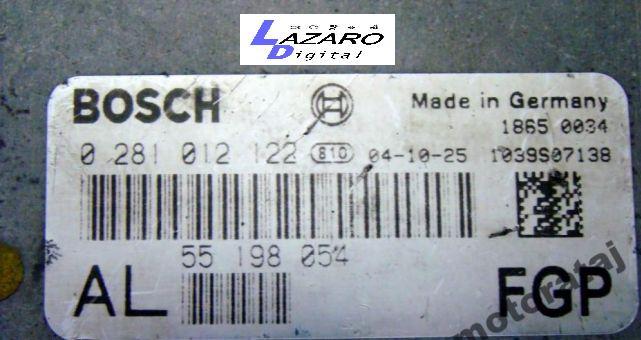 LAZARO
Digital
BOSCH
Made in Germany
1865 0034
0 281 012 122 810 04-10-25 1039S07138
55 198 054
AL
FGP
motorataj